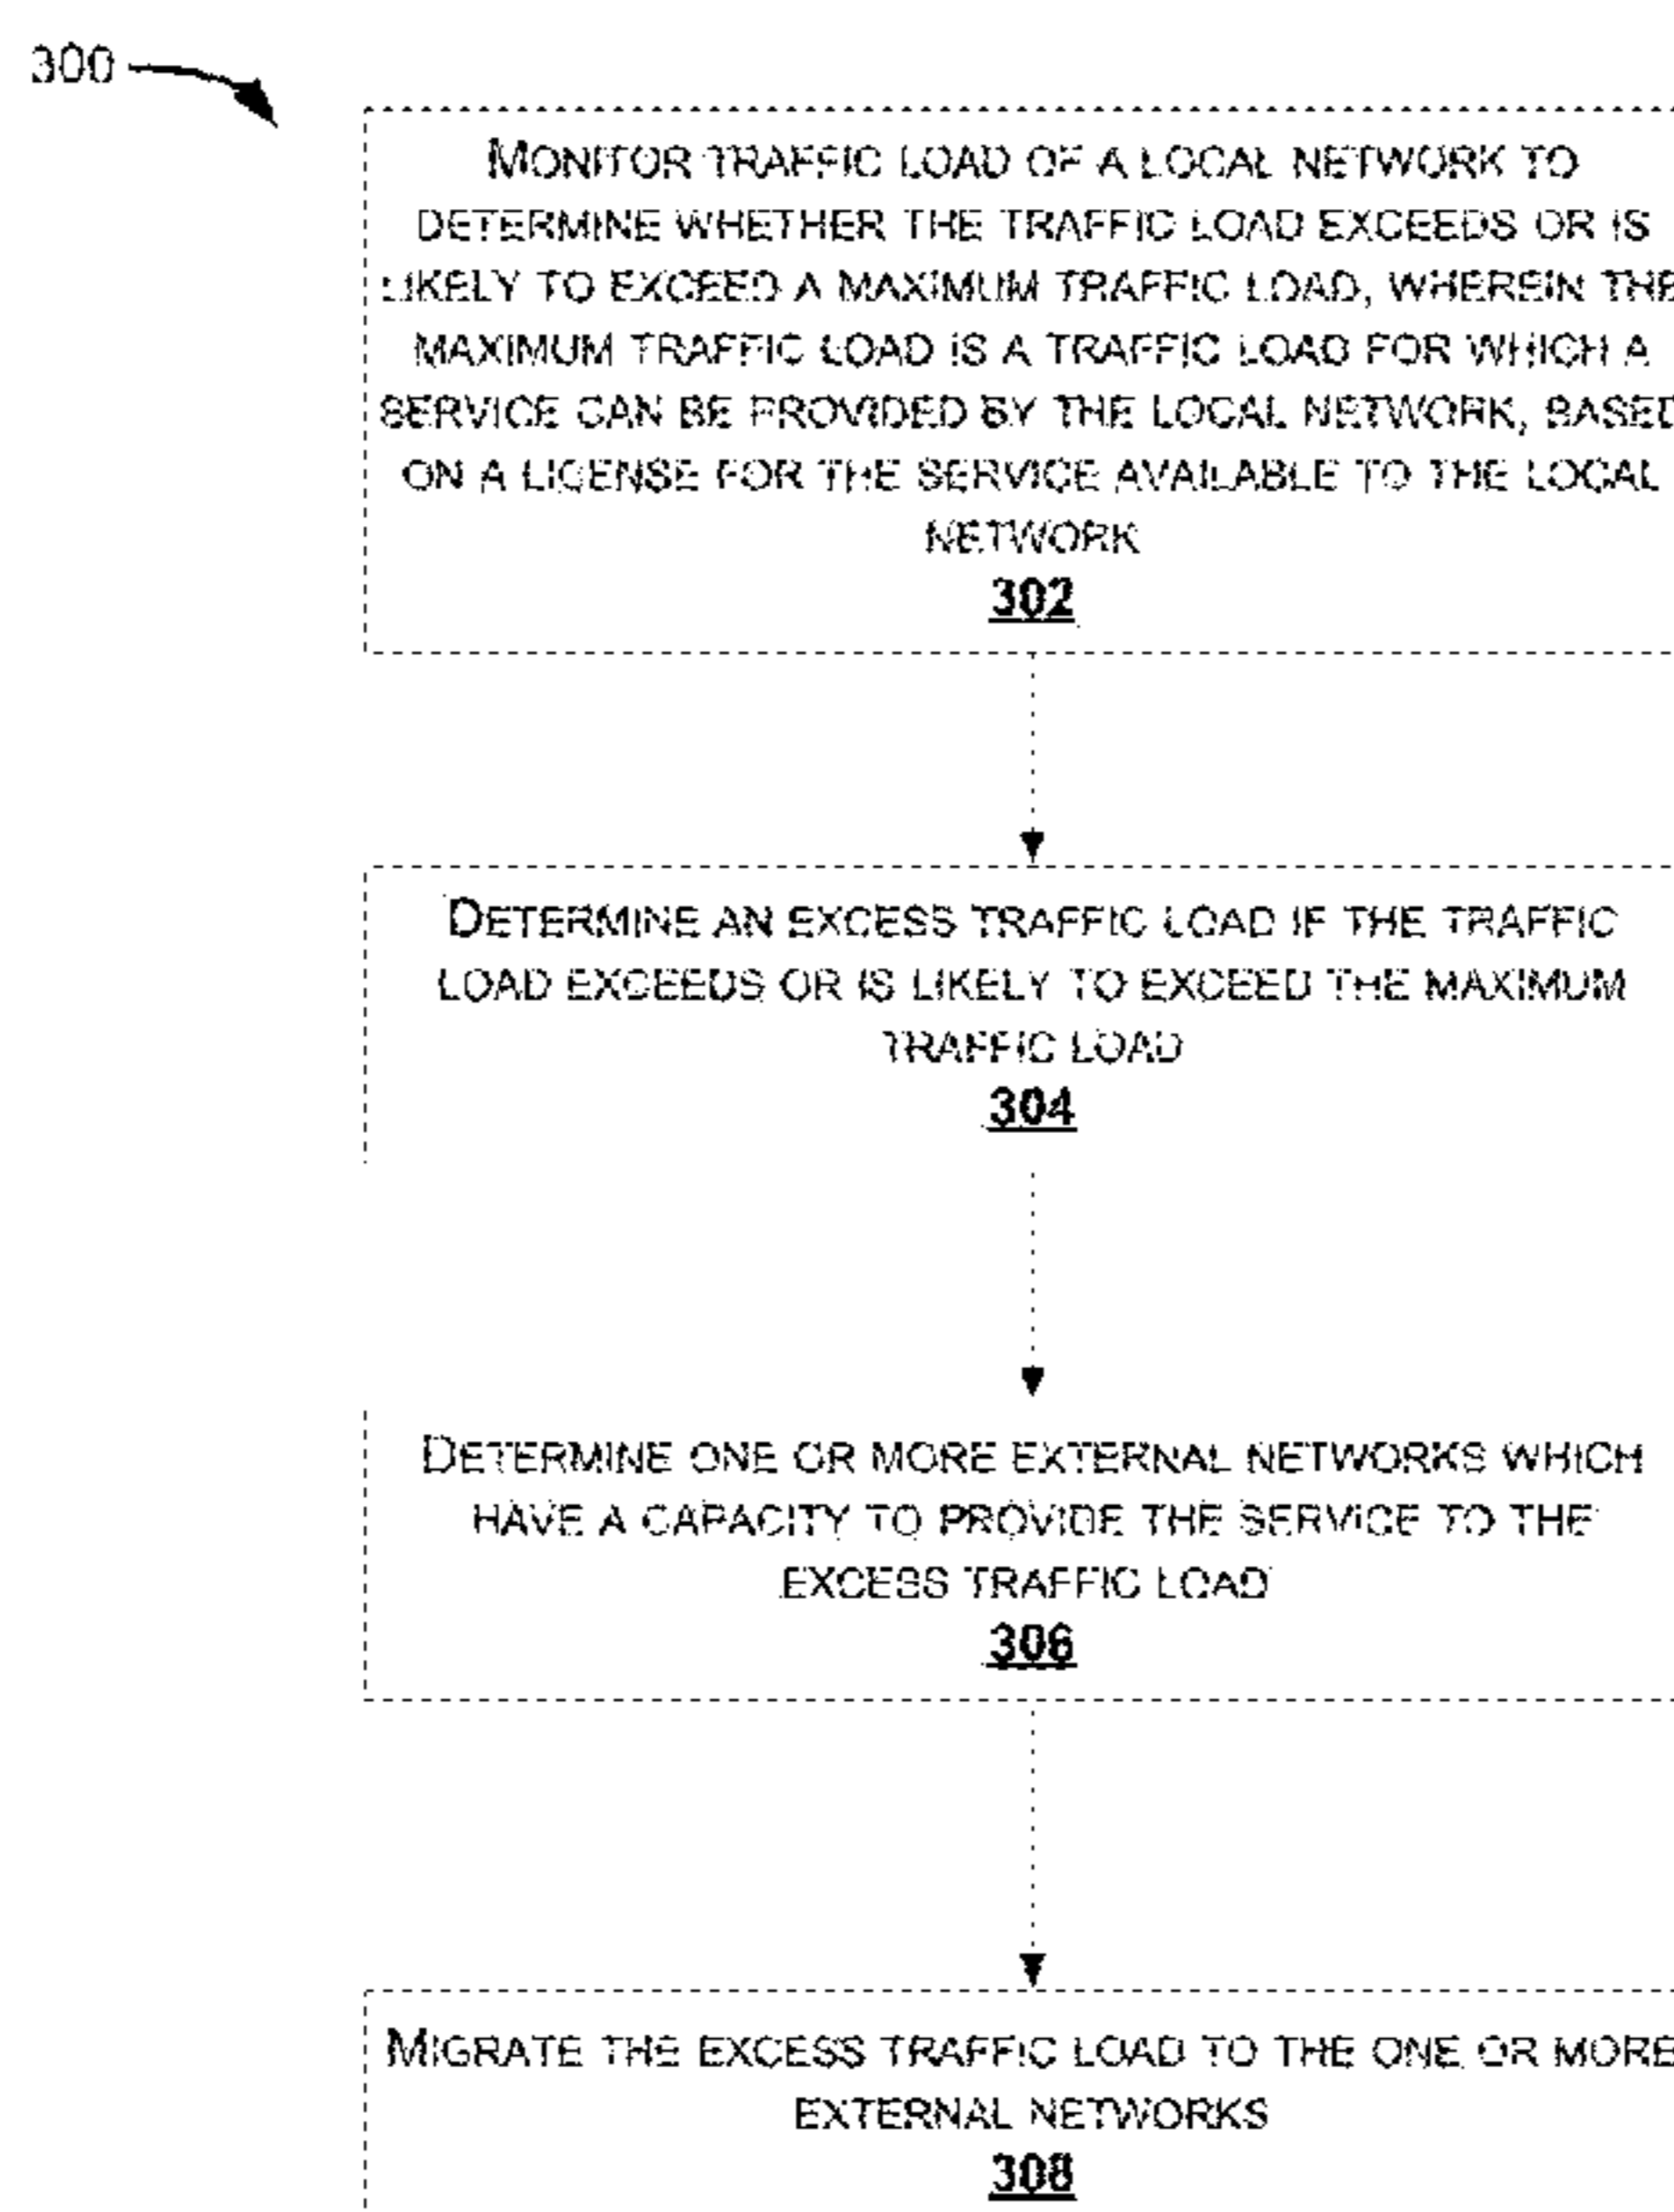 300
MONITOR TRAFFIC LOAD OF A LOCAL NETWORK TO
DETERMINE WHETHER THE TRAFFIC LOAD EXCEEDS OR IS
LIKELY TO EXCEED A MAXIMUM TRAFFIC LOAD, WHEREIN THE
MAXIMUM TRAFFIC LOAD IS A TRAFFIC LOAD FOR WHICH A
SERVICE CAN BE PROVIDED BY THE LOCAL NETWORK, BASED
ON A LICENSE FOR THE SERVICE AVAILABLE TO THE LOCAL
NETWORK
302
DETERMINE AN EXCESS TRAFFIC LOAD IF THE TRAFFIC
LOAD EXCEEDS OR IS LIKELY TO EXCEED THE MAXIMUM
TRAFFIC LOAD
304
DETERMINE ONE OR MORE EXTERNAL NETWORKS WHICH
HAVE A CAPACITY TO PROVIDE THE SERVICE TO THE
EXCESS TRAFFIC LOAD
306
MIGRATE THE EXCESS TRAFFIC LOAD TO THE ONE OR MORE
EXTERNAL NETWORKS
308